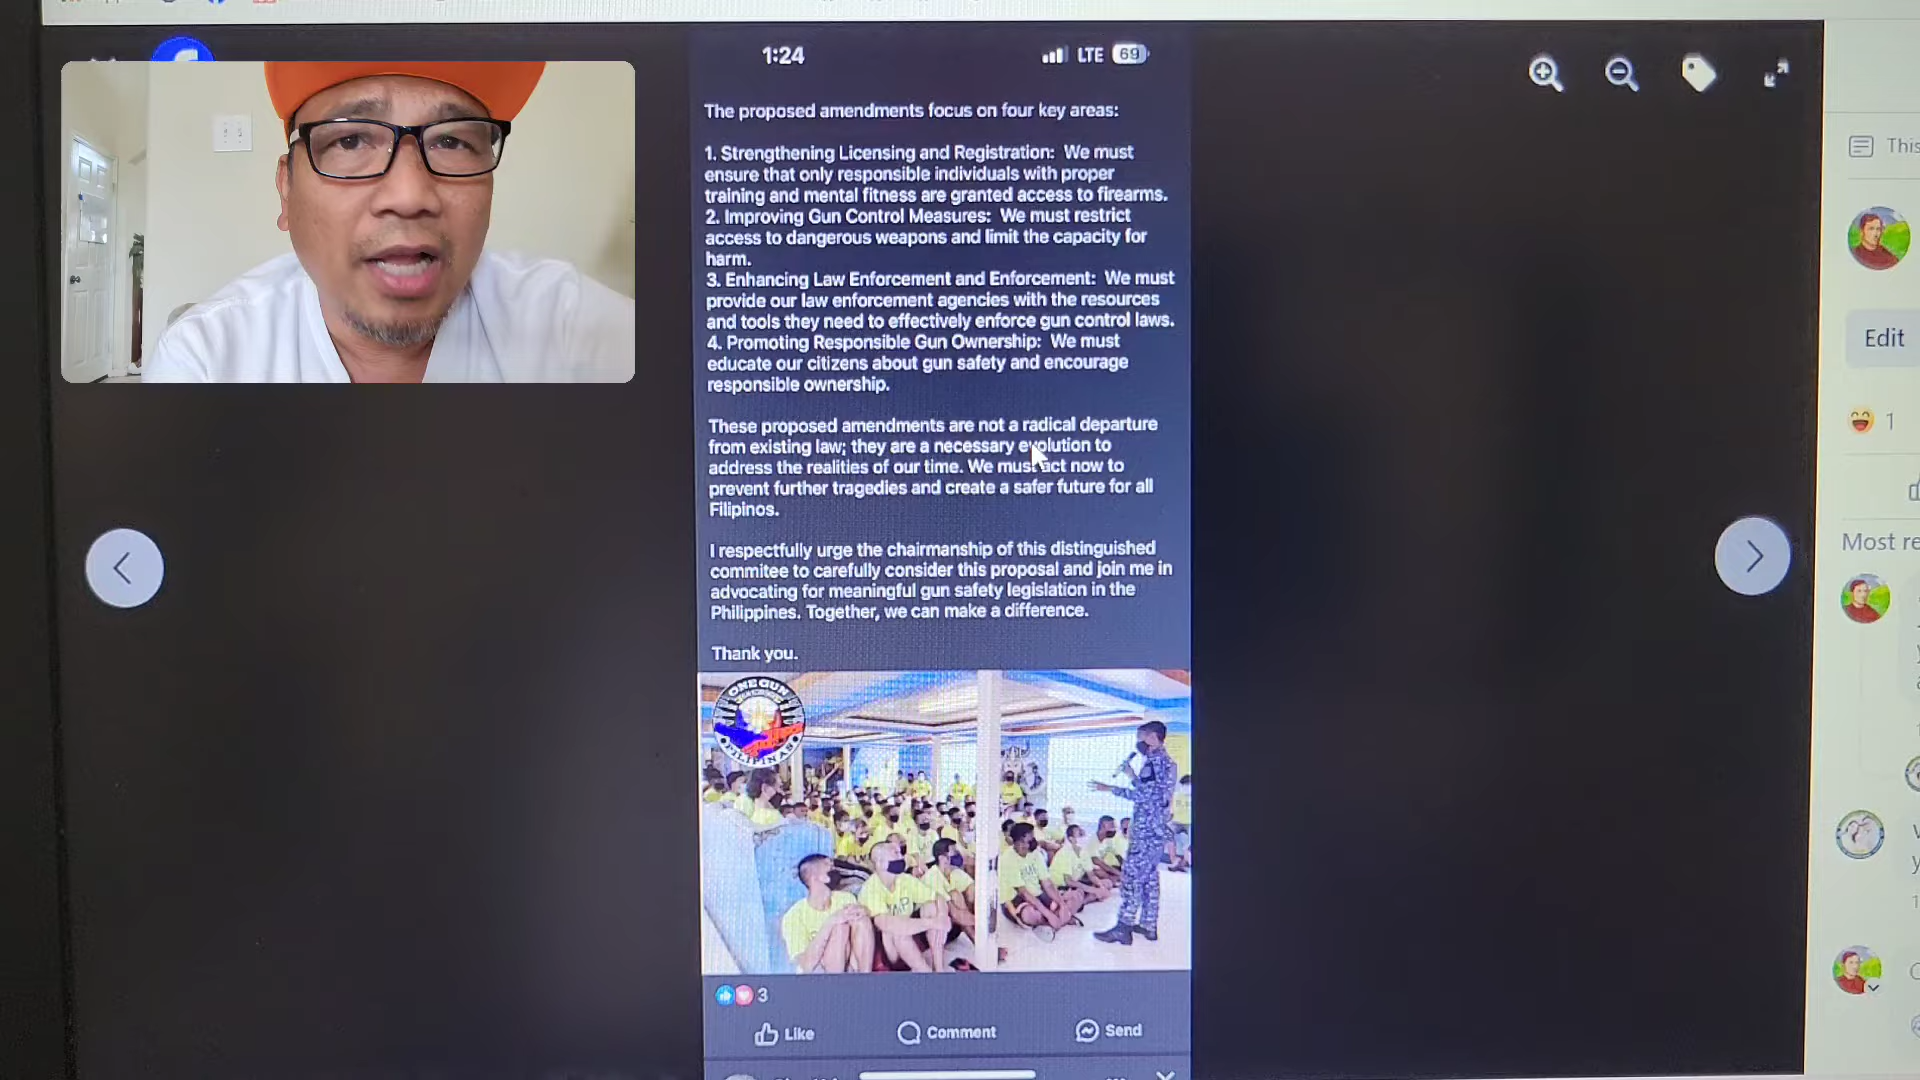 1:24
LTE 69
The proposed amendments focus on four key areas:
1. Strengthening Licensing and Registration: We must
ensure that only responsible individuals with proper
training and mental fitness are granted access to firearms.
2. Improving Gun Control Measures: We must restrict
access to dangerous weapons and limit the capacity for
harm.
3. Enhancing Law Enforcement and Enforcement: We must
provide our law enforcement agencies with the resources
and tools they need to effectively enforce gun control laws.
4. Promoting Responsible Gun Ownership: We must
educate our citizens about gun safety and encourage
responsible ownership.
These proposed amendments are not a radical departure
from existing law; they are a necessary evolution to
address the realities of our time. We must act now to
prevent further tragedies and create a safer future for all
Filipinos.
I respectfully urge the chairmanship of this distinguished
commitee to carefully consider this proposal and join me in
advocating for meaningful gun safety legislation in the
Philippines. Together, we can make a difference.
Thank you.
ONE GUN
PILIPINAS
3
Like
Comment
Send
This
Edit
1
Most re